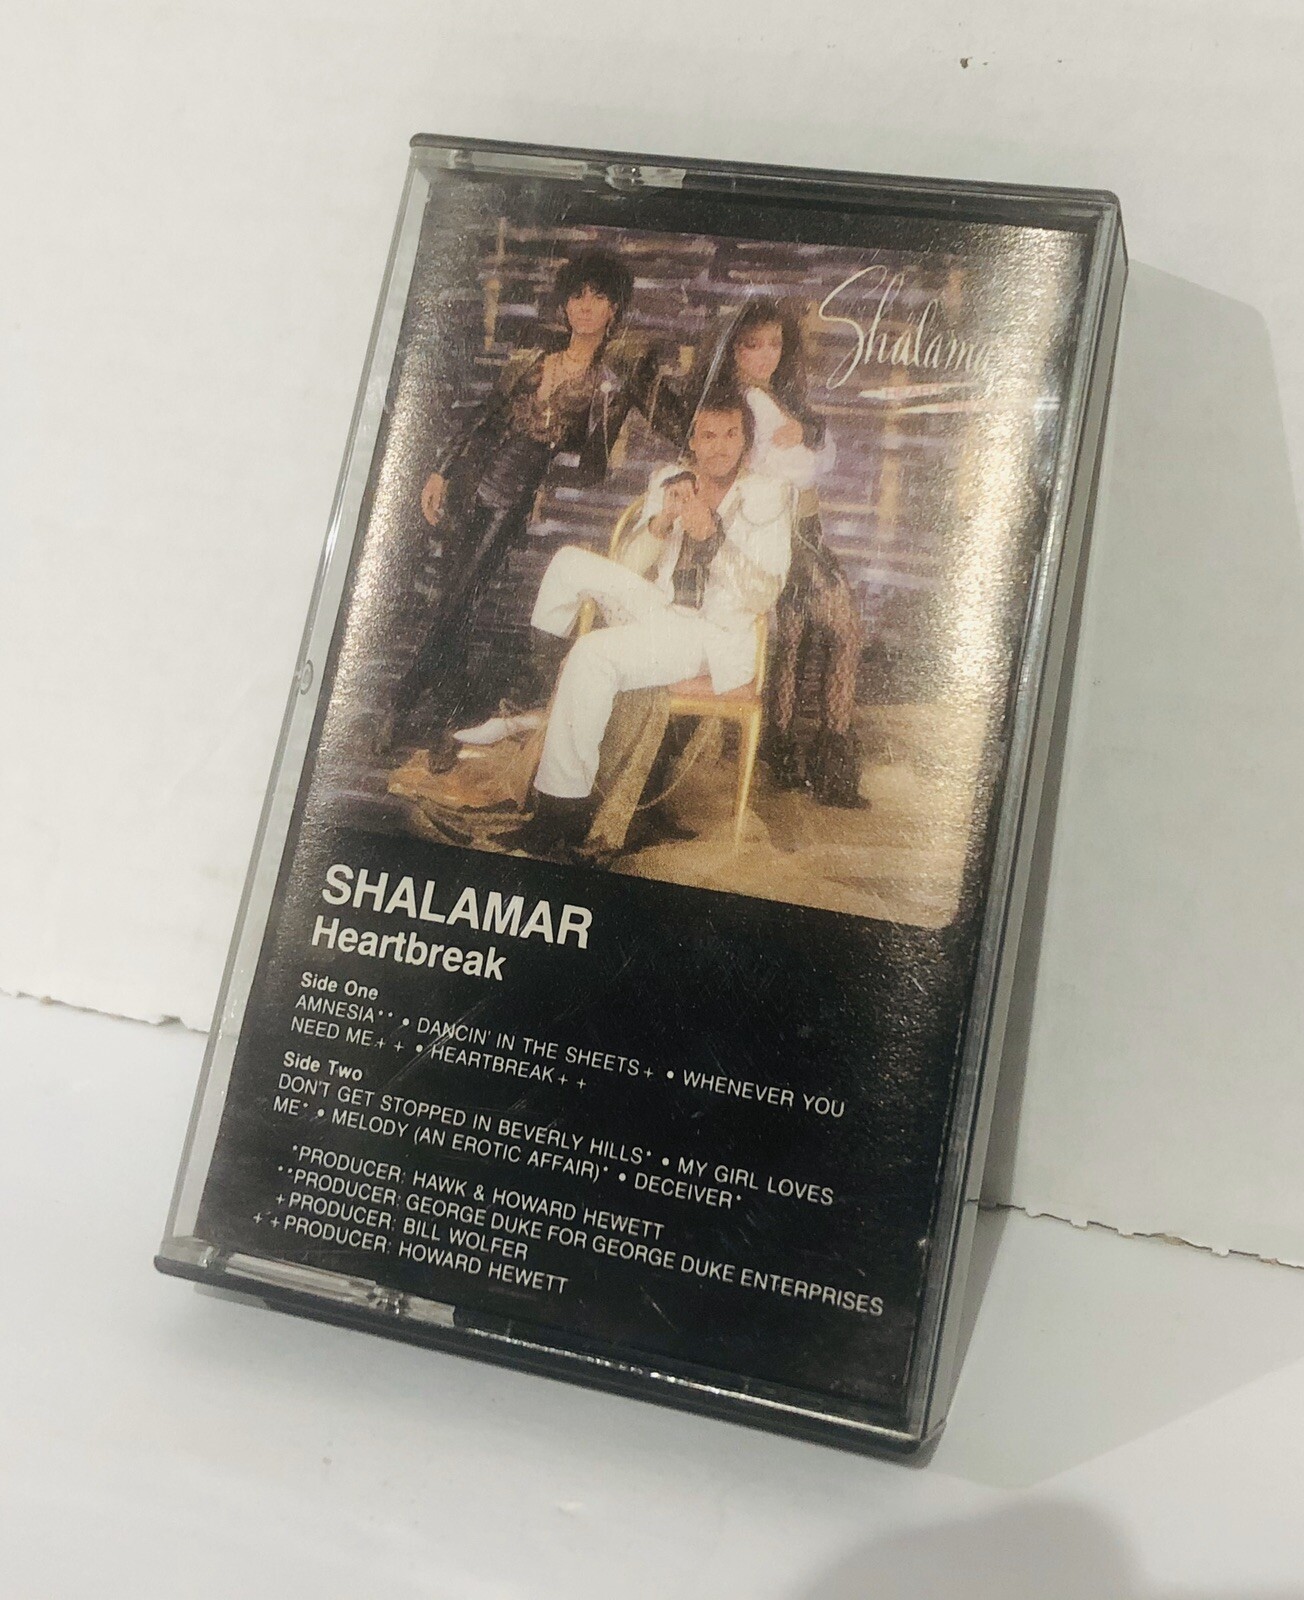 Shalamar
SHALAMAR
Heartbreak
Side One
AMNESIA** • DANCIN' IN THE SHEETS+ • WHENEVER YOU
NEED ME++ • HEARTBREAK++
Side Two
DON'T GET STOPPED IN BEVERLY HILLS* • MY GIRL LOVES
ME* • MELODY (AN EROTIC AFFAIR)* • DECEIVER*
*PRODUCER: HAWK & HOWARD HEWETT
**PRODUCER: GEORGE DUKE FOR GEORGE DUKE ENTERPRISES
+PRODUCER: BILL WOLFER
++PRODUCER: HOWARD HEWETT